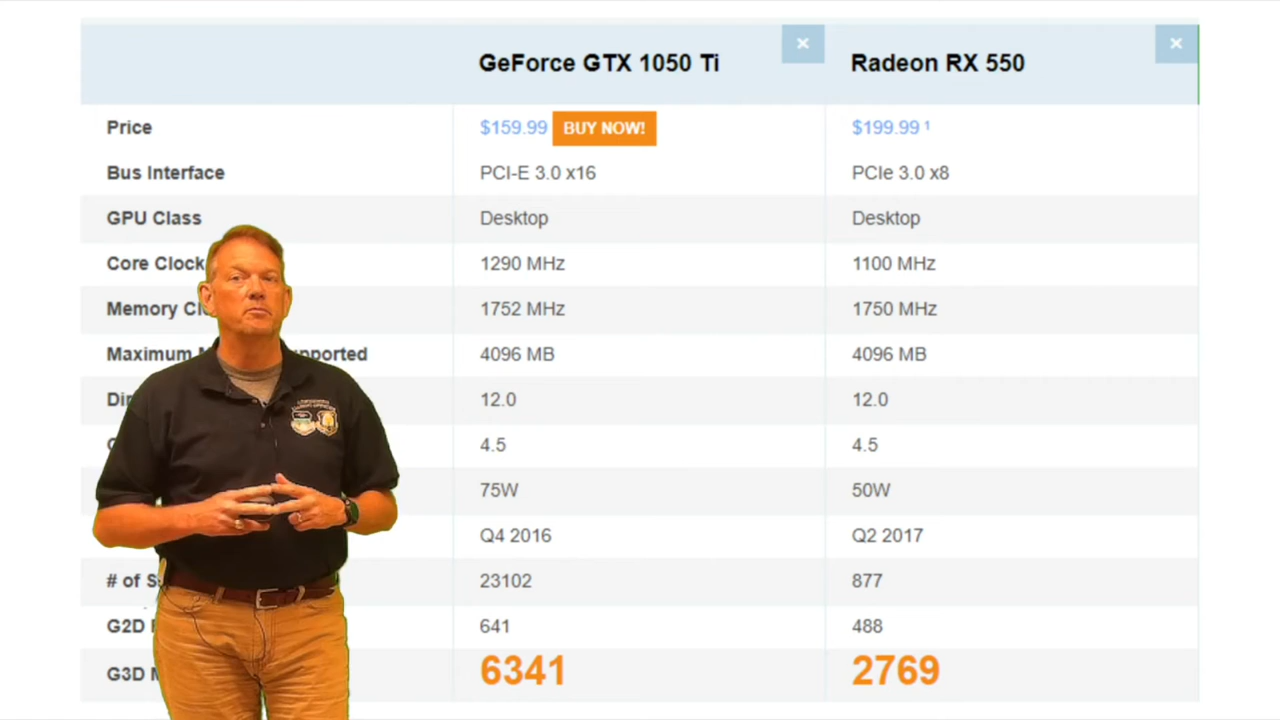 GeForce GTX 1050 Ti Radeon RX 550
Price $159.99 BUY NOW! $199.99 ¹
Bus Interface PCI-E 3.0 x16 PCIe 3.0 x8
GPU Class Desktop Desktop
Core Clock 1290 MHz 1100 MHz
Memory 1752 MHz 1750 MHz
Maximum 4096 MB 4096 MB
12.0 12.0
4.5 4.5
75W 50W
Q4 2016 Q2 2017
# of 23102 877
G2D 641 488
G3D 6341 2769